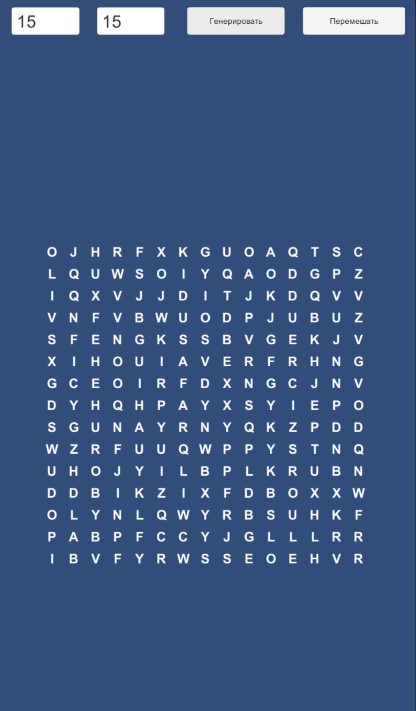 15 15 Генерировать Перемешать
O J H R F X K G U O A Q T S C
L Q U W S O I Y Q A O D G P Z
I Q X V J J D I T J K D Q V V
V N F V B W U O D P J U B U Z
S F E N G K S S B V G E K J V
X I H O U I A V E R F R H N G
G C E O I R F D X N G C J N V
D Y H Q H P A Y X S Y I E P O
S G U N A Y R N Y Q K Z P D D
W Z R F U U Q W P P Y S T N Q
U H O J Y I L B P L K R U B N
D D B I K Z I X F D B O X X W
O L Y N L Q W Y R B S U H K F
P A B P F C C Y J G L L L R R
I B V F Y R W S S E O E H V R